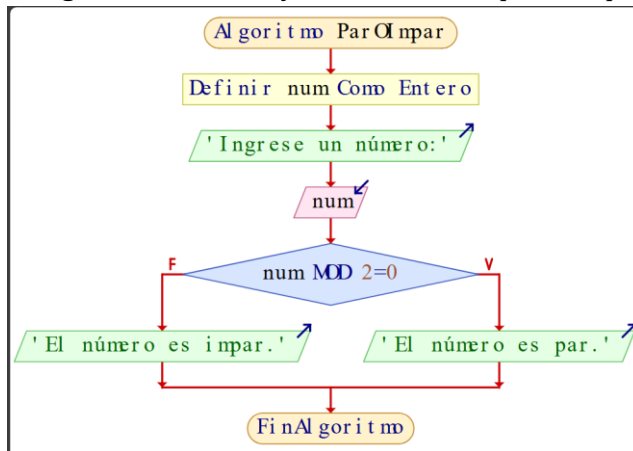 Algoritmo ParOImpar
Definir num Como Entero
'Ingrese un número:'
num
num MOD 2=0
F
V
'El número es impar.'
'El número es par.'
FinAlgoritmo